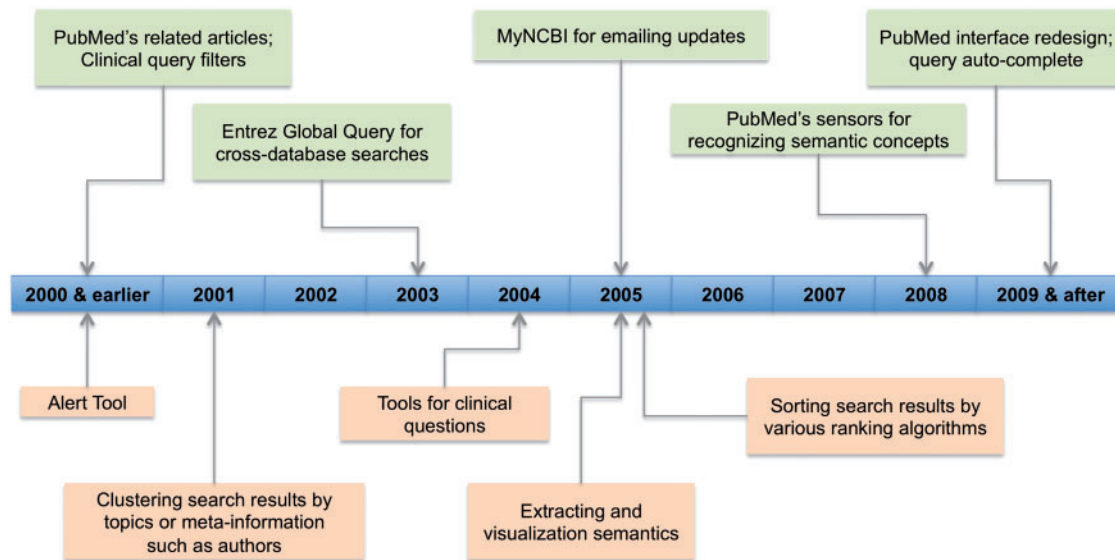 PubMed's related articles;
Clinical query filters
MyNCBI for emailing updates
PubMed interface redesign;
query auto-complete
Entrez Global Query for
cross-database searches
PubMed's sensors for
recognizing semantic concepts
2000 & earlier
2001
2002
2003
2004
2005
2006
2007
2008
2009 & after
Alert Tool
Tools for clinical
questions
Sorting search results by
various ranking algorithms
Clustering search results by
topics or meta-information
such as authors
Extracting and
visualization semantics